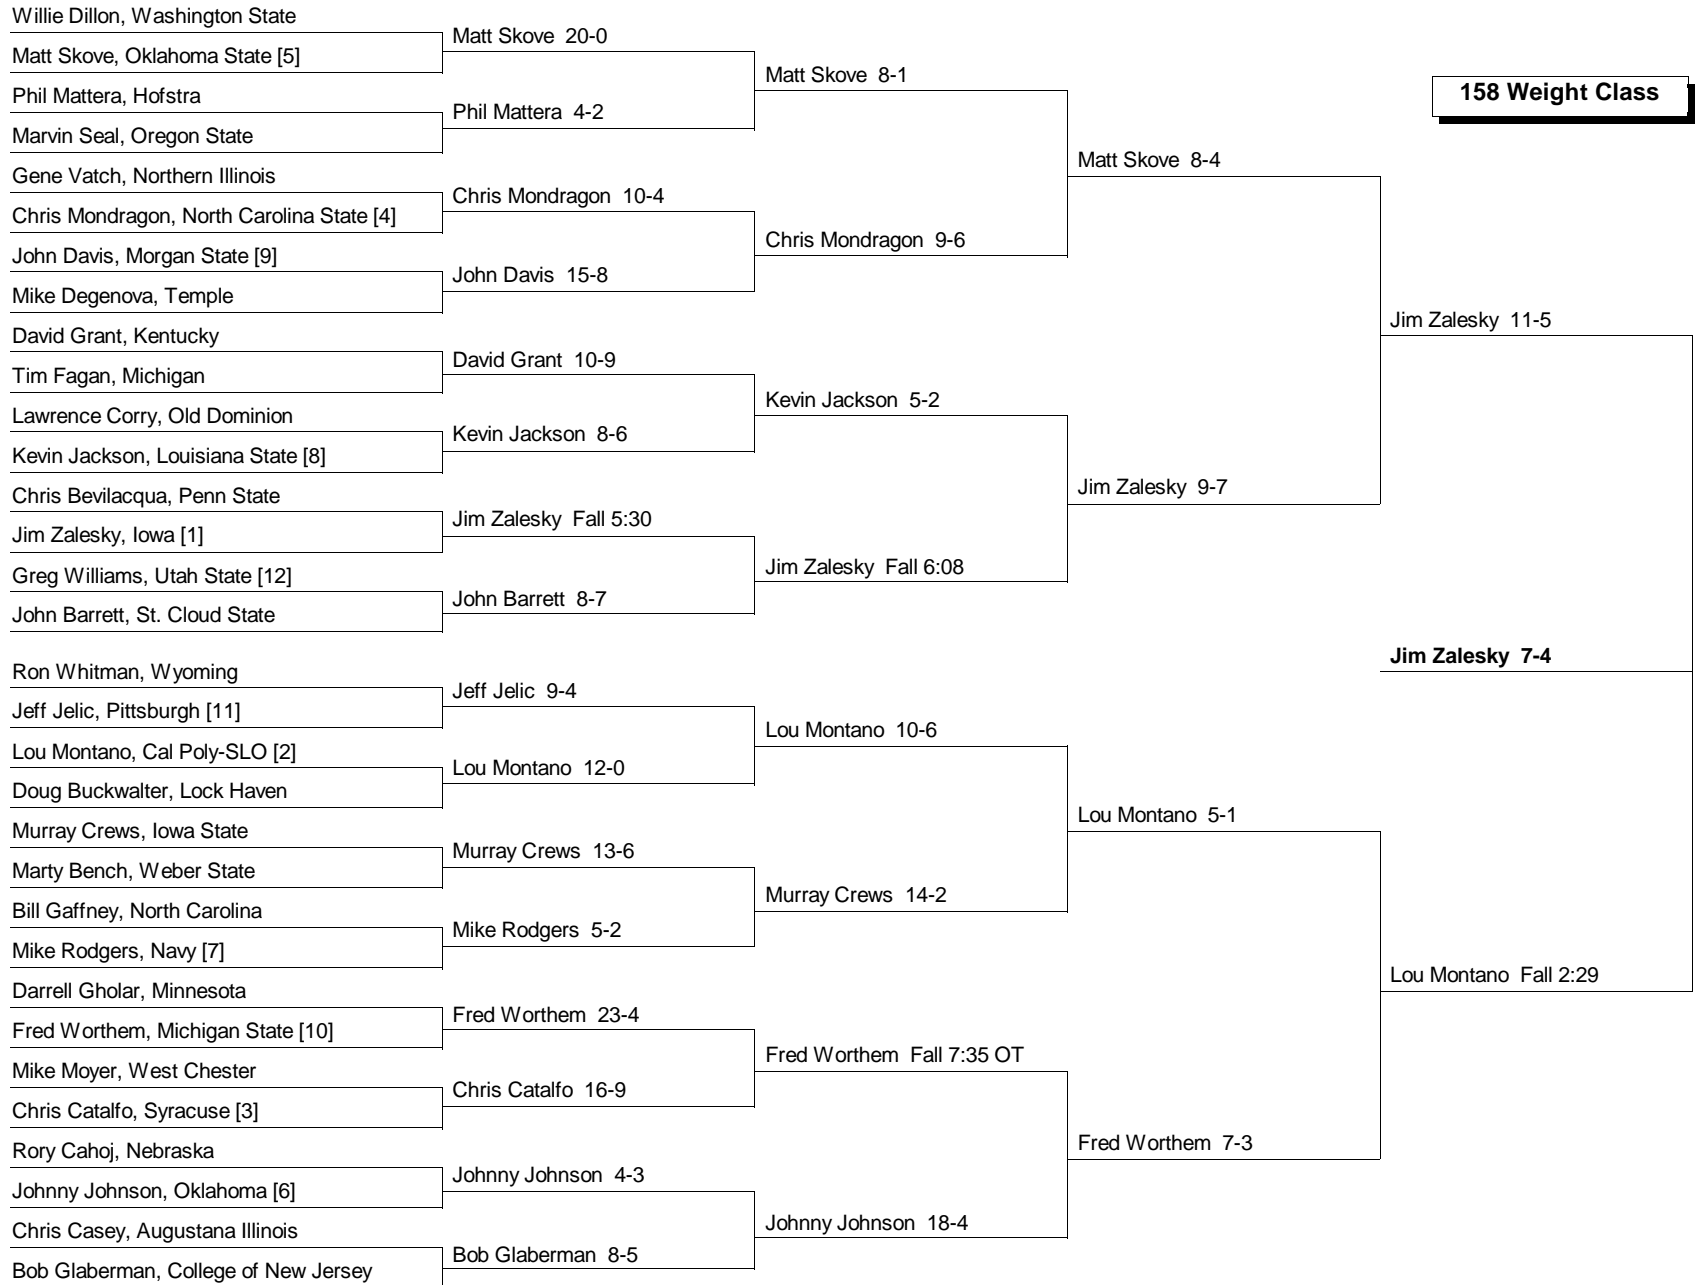 158 Weight Class
Willie Dillon, Washington State
Matt Skove, Oklahoma State [5]
Phil Mattera, Hofstra
Marvin Seal, Oregon State
Gene Vatch, Northern Illinois
Chris Mondragon, North Carolina State [4]
John Davis, Morgan State [9]
Mike Degenova, Temple
David Grant, Kentucky
Tim Fagan, Michigan
Lawrence Corry, Old Dominion
Kevin Jackson, Louisiana State [8]
Chris Bevilacqua, Penn State
Jim Zalesky, Iowa [1]
Greg Williams, Utah State [12]
John Barrett, St. Cloud State
Ron Whitman, Wyoming
Jeff Jelic, Pittsburgh [11]
Lou Montano, Cal Poly-SLO [2]
Doug Buckwalter, Lock Haven
Murray Crews, Iowa State
Marty Bench, Weber State
Bill Gaffney, North Carolina
Mike Rodgers, Navy [7]
Darrell Gholar, Minnesota
Fred Worthem, Michigan State [10]
Mike Moyer, West Chester
Chris Catalfo, Syracuse [3]
Rory Cahoj, Nebraska
Johnny Johnson, Oklahoma [6]
Chris Casey, Augustana Illinois
Bob Glaberman, College of New Jersey
Matt Skove 20-0
Phil Mattera 4-2
Chris Mondragon 10-4
John Davis 15-8
David Grant 10-9
Kevin Jackson 8-6
Jim Zalesky Fall 5:30
John Barrett 8-7
Jeff Jelic 9-4
Lou Montano 12-0
Murray Crews 13-6
Mike Rodgers 5-2
Fred Worthem 23-4
Chris Catalfo 16-9
Johnny Johnson 4-3
Bob Glaberman 8-5
Matt Skove 8-1
Chris Mondragon 9-6
Kevin Jackson 5-2
Jim Zalesky Fall 6:08
Lou Montano 10-6
Murray Crews 14-2
Fred Worthem Fall 7:35 OT
Johnny Johnson 18-4
Matt Skove 8-4
Jim Zalesky 9-7
Lou Montano 5-1
Fred Worthem 7-3
Jim Zalesky 11-5
Lou Montano Fall 2:29
Jim Zalesky 7-4